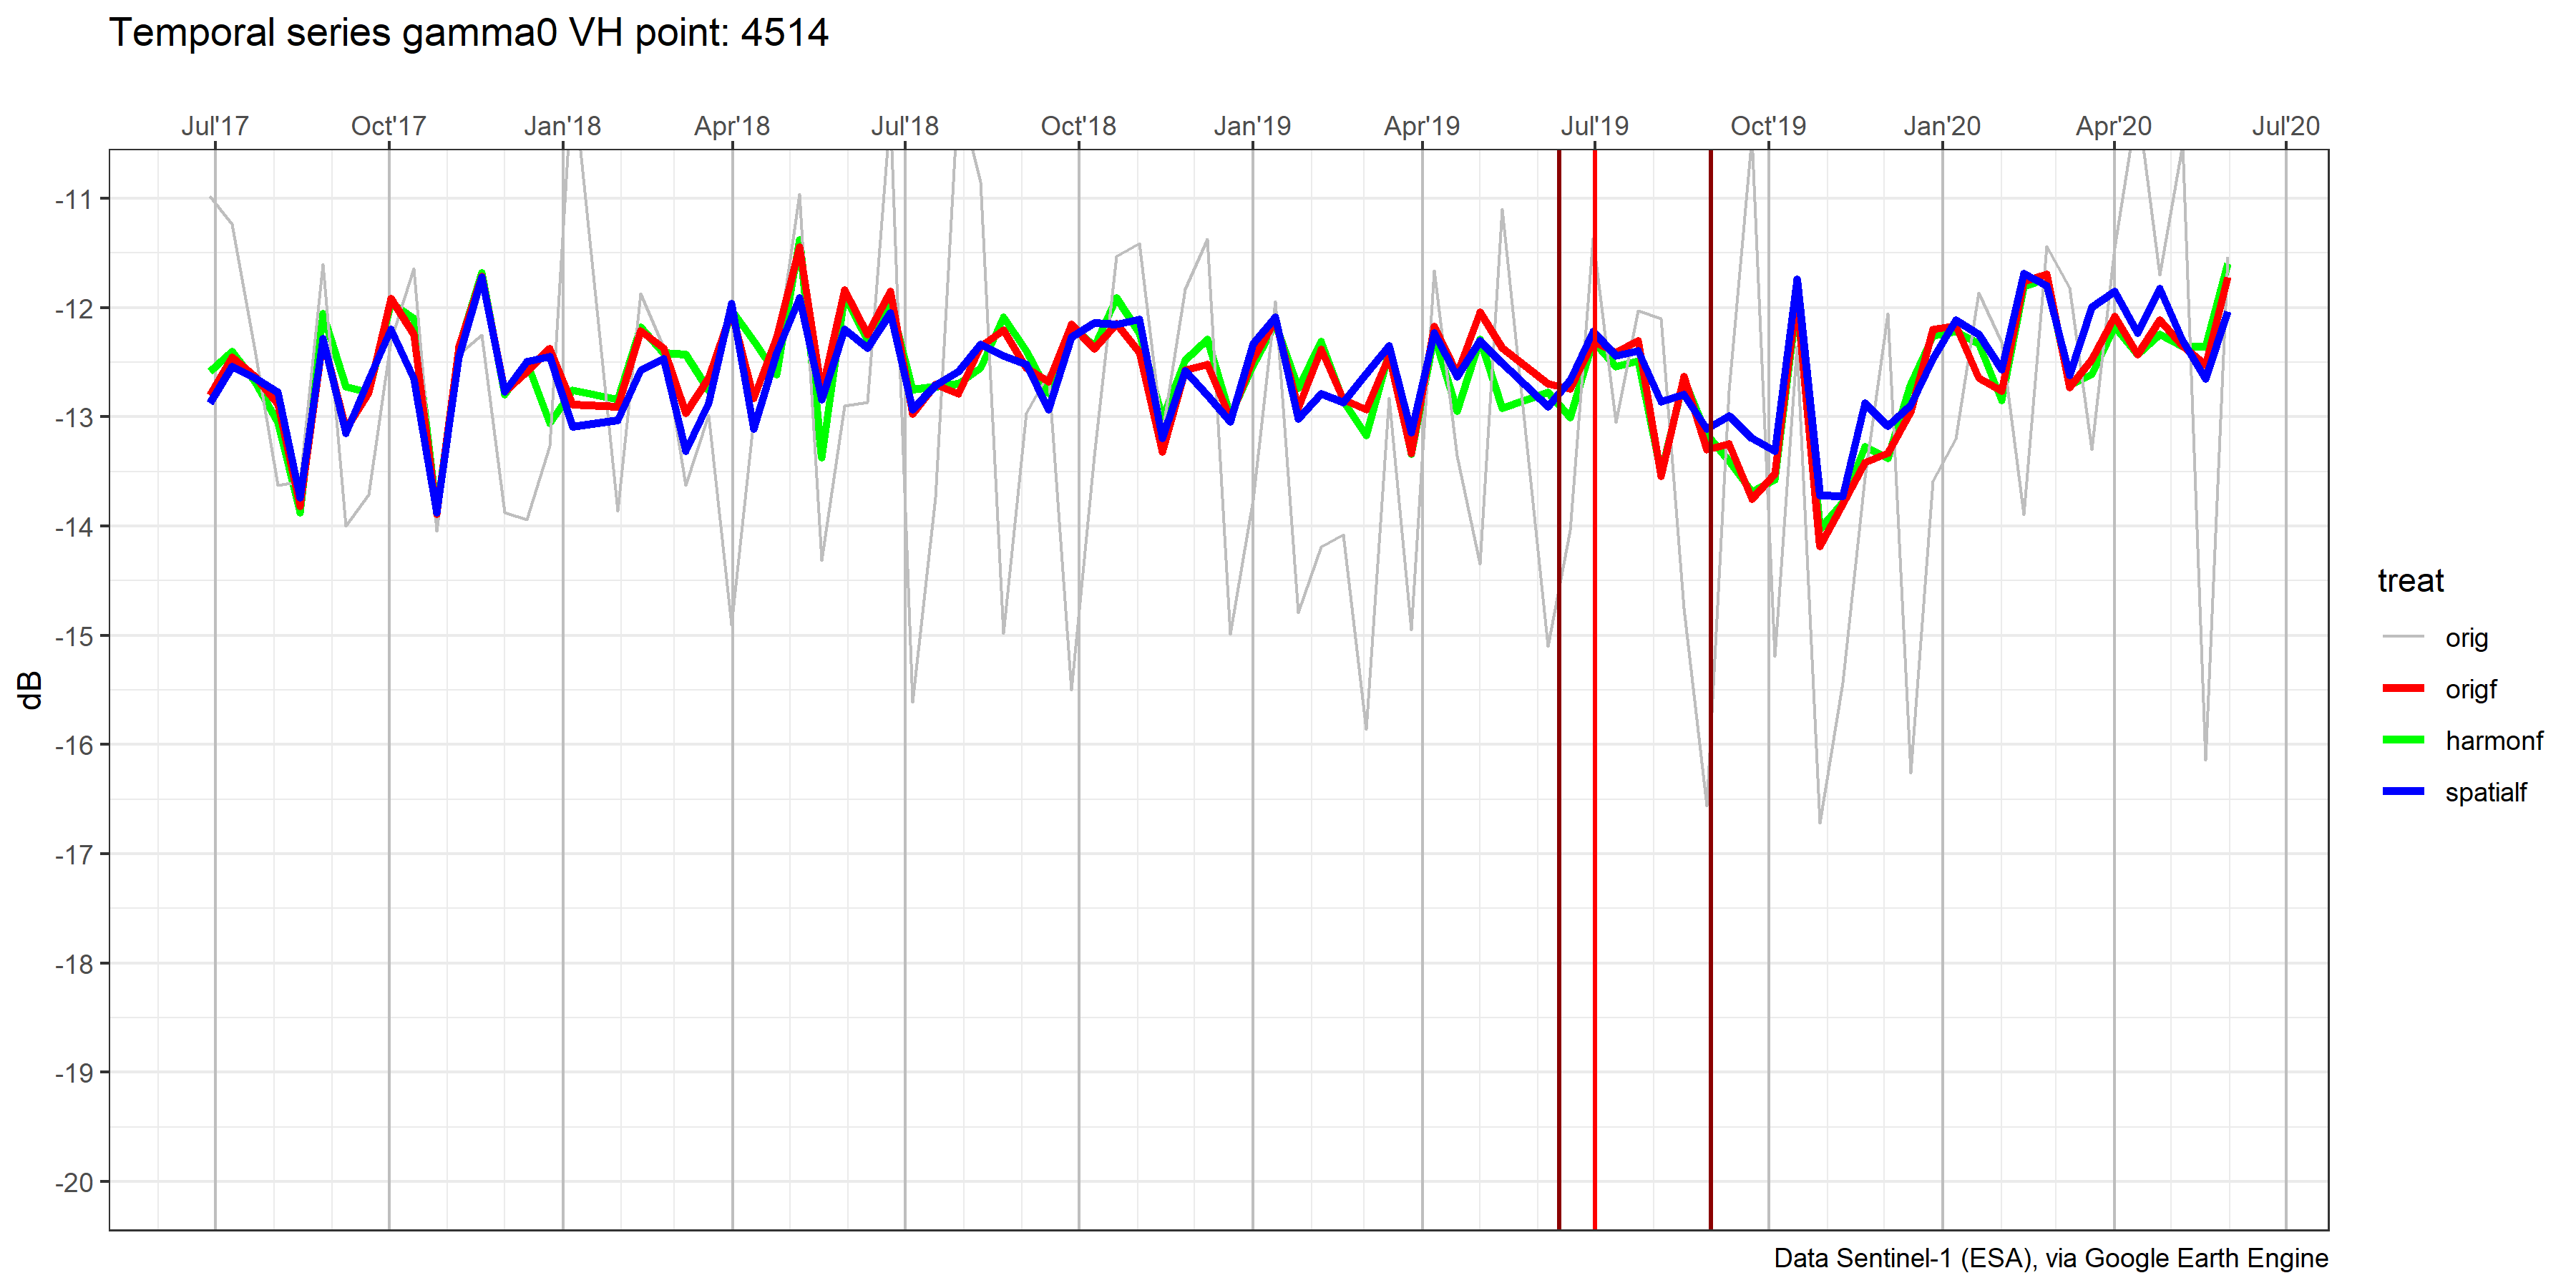 Temporal series gamma0 VH point: 4514
Jul'17 Oct'17 Jan'18 Apr'18 Jul'18 Oct'18 Jan'19 Apr'19 Jul'19 Oct'19 Jan'20 Apr'20 Jul'20
-11
-12
-13
-14
-15
-16
-17
-18
-19
-20
dB
treat
orig
origf
harmonf
spatialf
Data Sentinel-1 (ESA), via Google Earth Engine